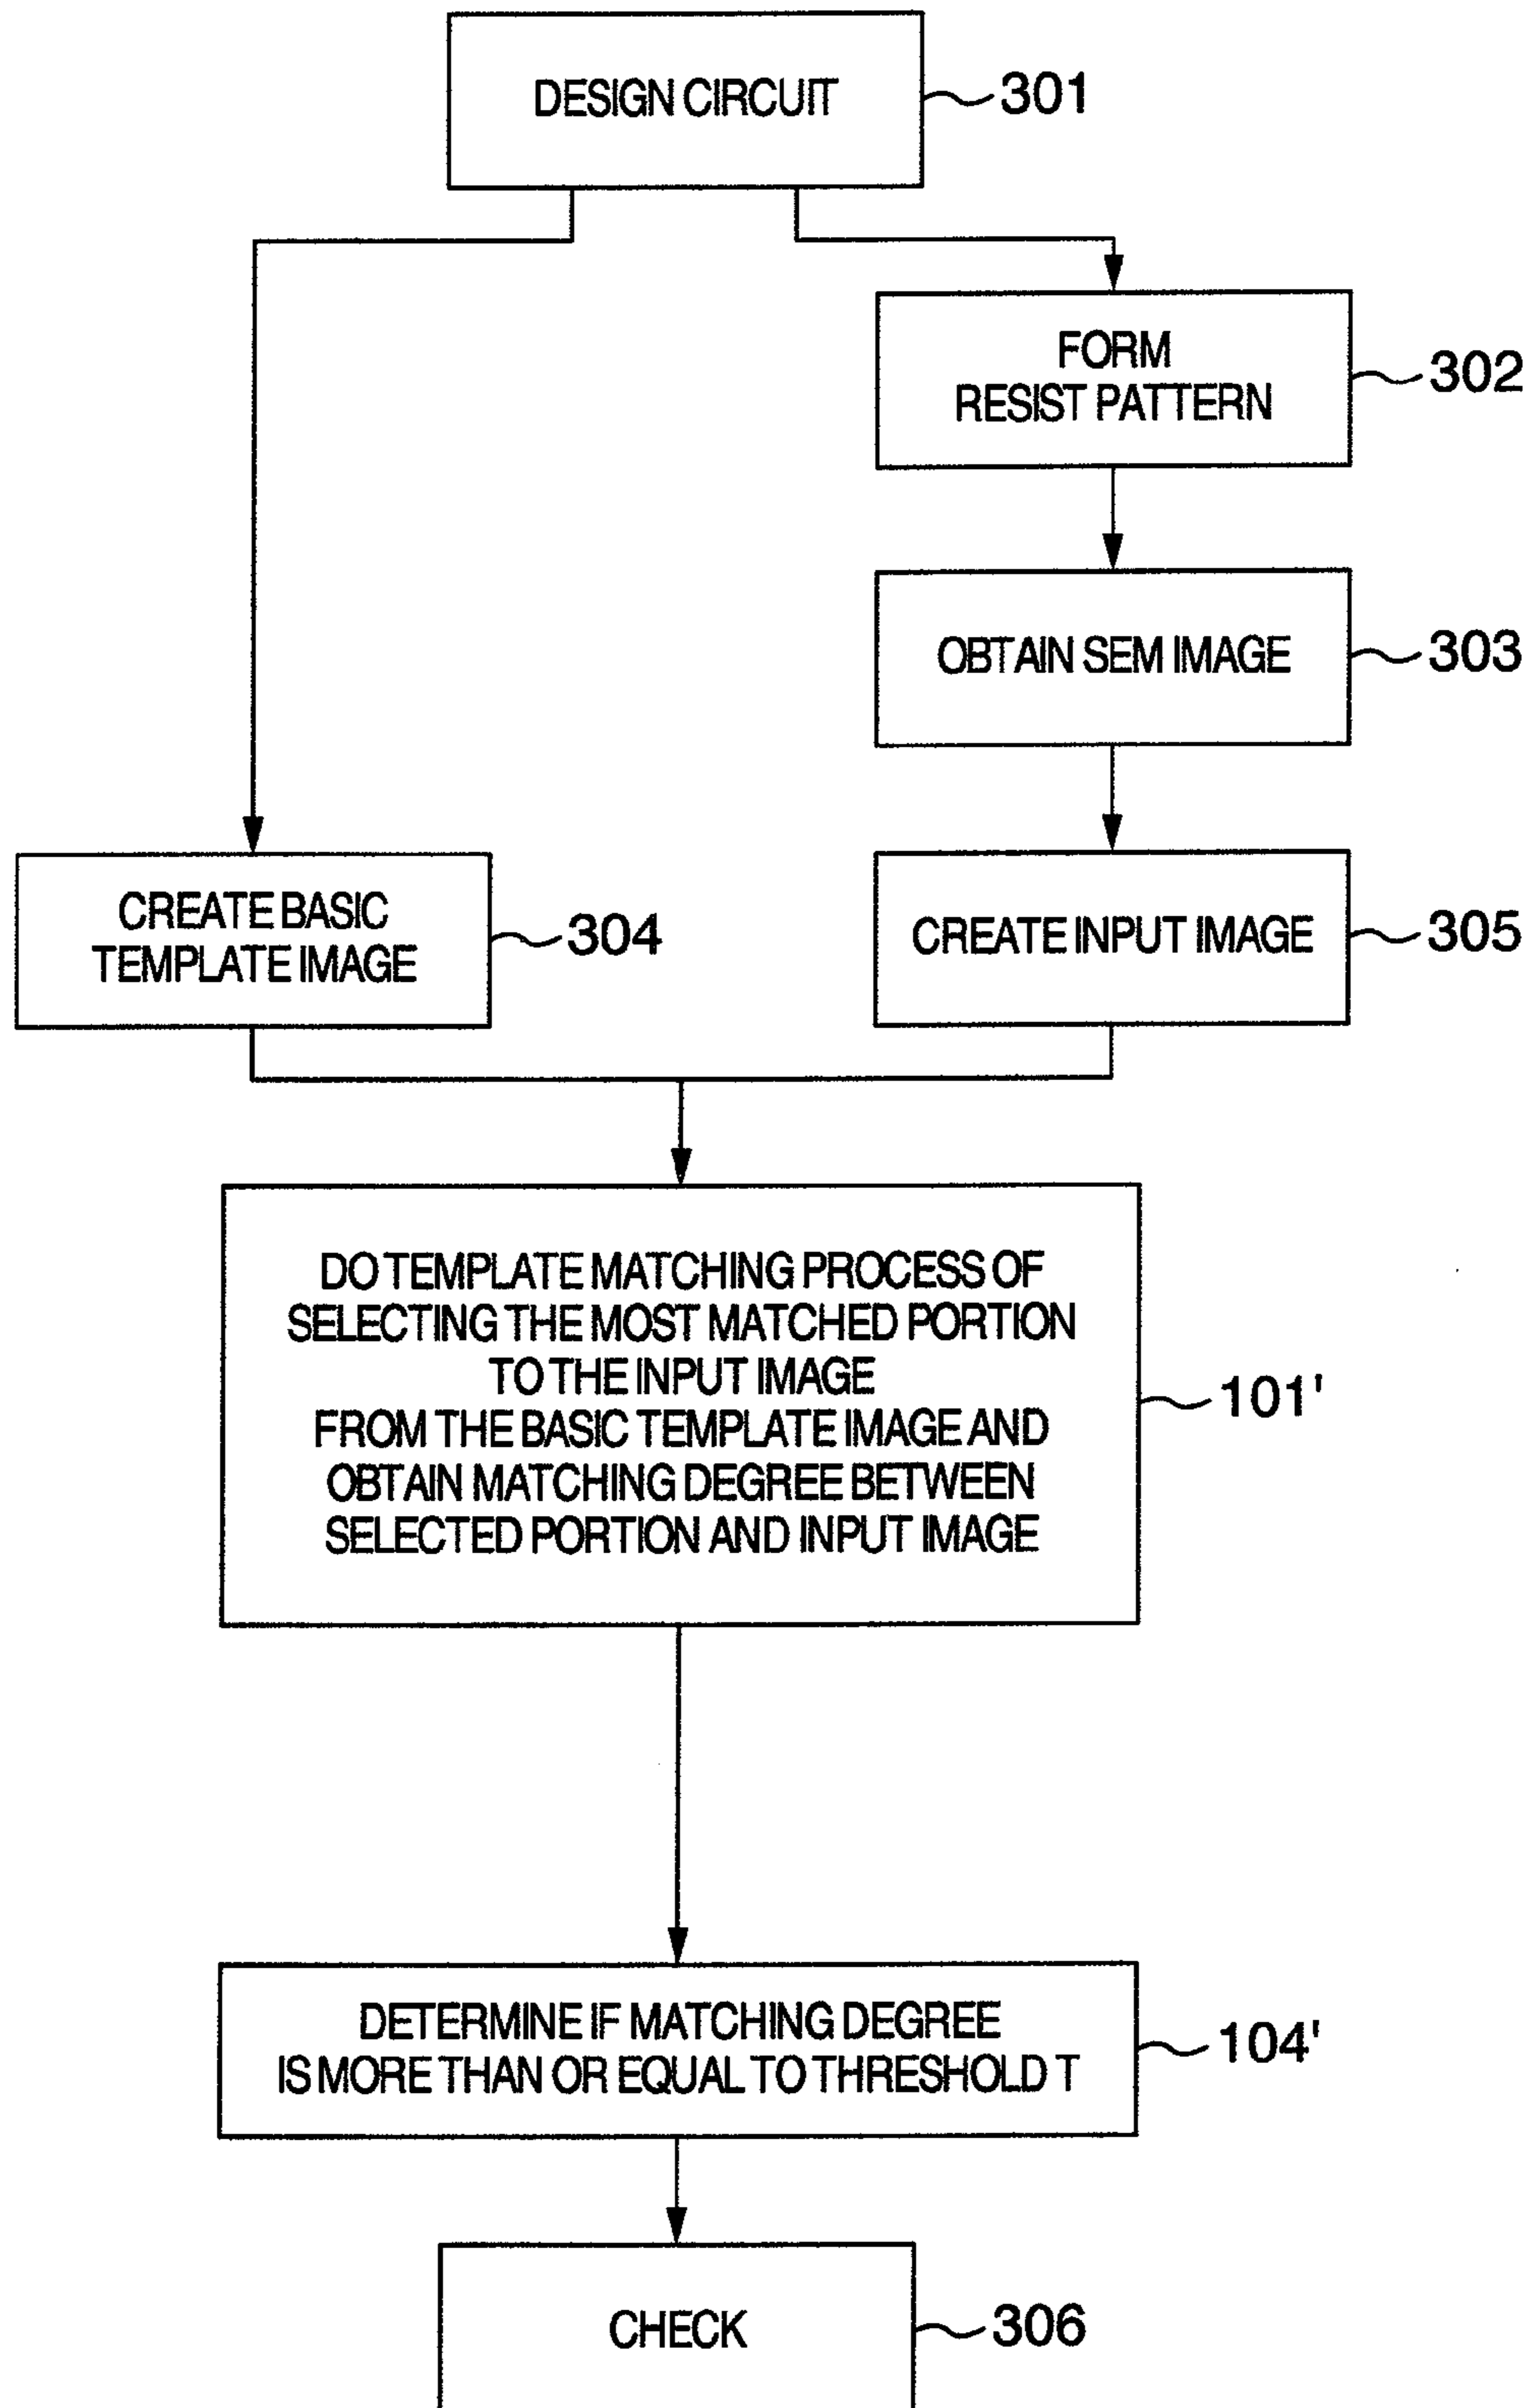 DESIGN CIRCUIT
301
FORM
RESIST PATTERN
302
OBTAIN SEM IMAGE
303
CREATE BASIC
TEMPLATE IMAGE
304
CREATE INPUT IMAGE
305
DO TEMPLATE MATCHING PROCESS OF
SELECTING THE MOST MATCHED PORTION
TO THE INPUT IMAGE
FROM THE BASIC TEMPLATE IMAGE AND
OBTAIN MATCHING DEGREE BETWEEN
SELECTED PORTION AND INPUT IMAGE
101'
DETERMINE IF MATCHING DEGREE
IS MORE THAN OR EQUAL TO THRESHOLD T
104'
CHECK
306